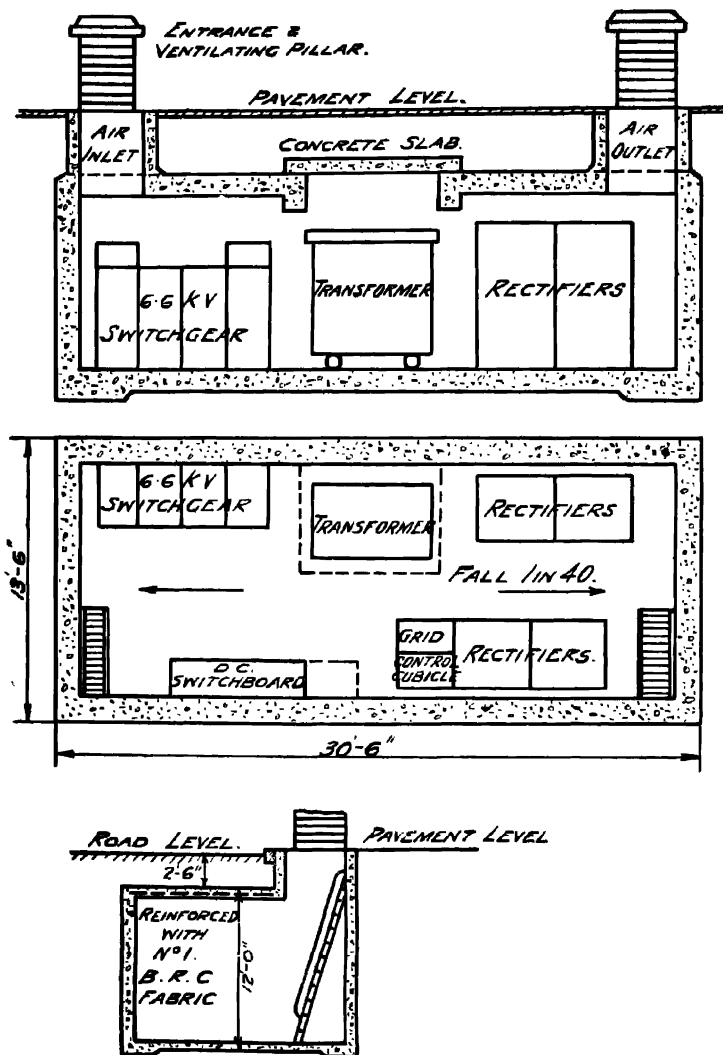 ENTRANCE &
VENTILATING PILLAR.
PAVEMENT LEVEL.
AIR
INLET
CONCRETE SLAB.
AIR
OUTLET
6·6 KV
SWITCHGEAR
TRANSFORMER
RECTIFIERS
6·6 KV
SWITCHGEAR
TRANSFORMER
RECTIFIERS
13'-6"
FALL 1 IN 40.
GRID
CONTROL
CUBICLE
RECTIFIERS.
D.C.
SWITCHBOARD
30'-6"
ROAD LEVEL.
PAVEMENT LEVEL
2'-6"
REINFORCED
WITH
Nº1.
B.R.C
FABRIC
12'-0"